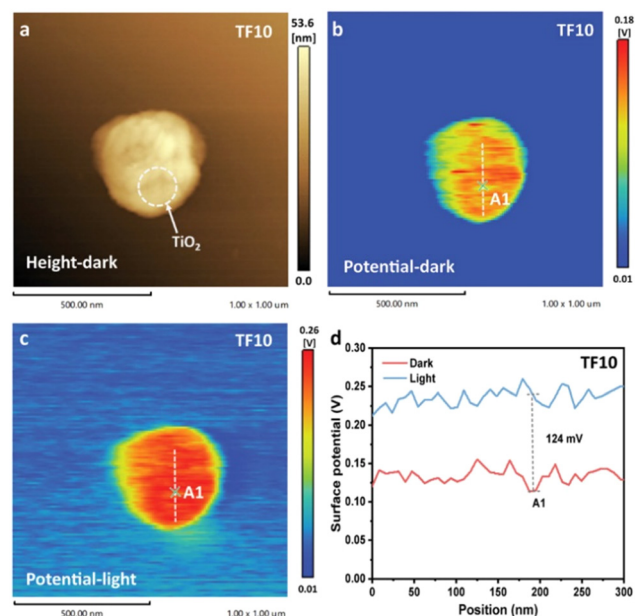 a
TF10
53.6
[nm]
TiO₂
Height-dark
0.0
500.00 nm
1.00 x 1.00 um
b
TF10
0.18
[V]
A1
Potential-dark
0.01
500.00 nm
1.00 x 1.00 um
c
TF10
0.26
[V]
A1
Potential-light
0.01
500.00 nm
1.00 x 1.00 um
d
TF10
Dark
Light
124 mV
A1
Surface potential (V)
0.30
0.25
0.20
0.15
0.10
0.05
0.00
0 50 100 150 200 250 300
Position (nm)